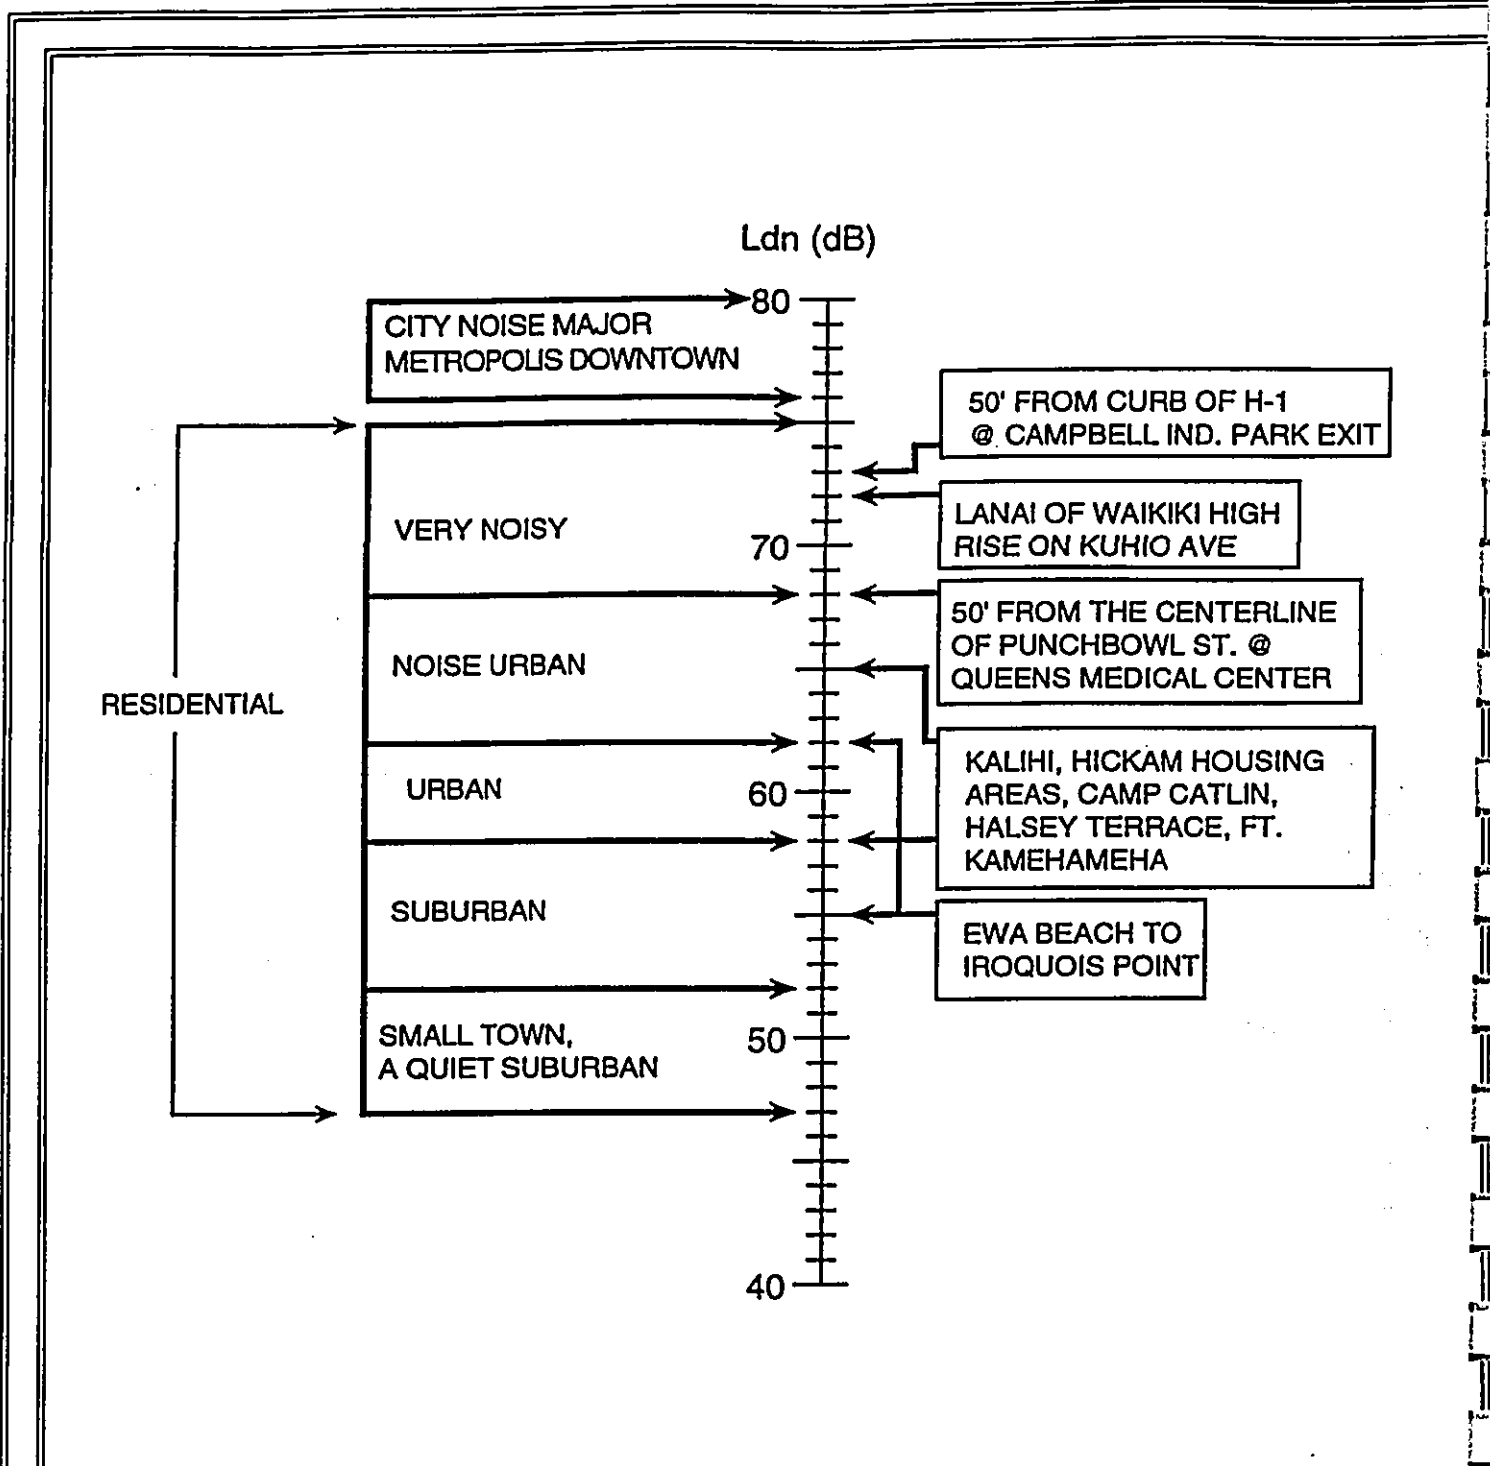 Ldn (dB)
80
CITY NOISE MAJOR
METROPOLIS DOWNTOWN
50' FROM CURB OF H-1
@ CAMPBELL IND. PARK EXIT
LANAI OF WAIKIKI HIGH
RISE ON KUHIO AVE
VERY NOISY
70
50' FROM THE CENTERLINE
OF PUNCHBOWL ST. @
QUEENS MEDICAL CENTER
NOISE URBAN
RESIDENTIAL
KALIHI, HICKAM HOUSING
AREAS, CAMP CATLIN,
HALSEY TERRACE, FT.
KAMEHAMEHA
URBAN
60
SUBURBAN
EWA BEACH TO
IROQUOIS POINT
SMALL TOWN,
A QUIET SUBURBAN
50
40